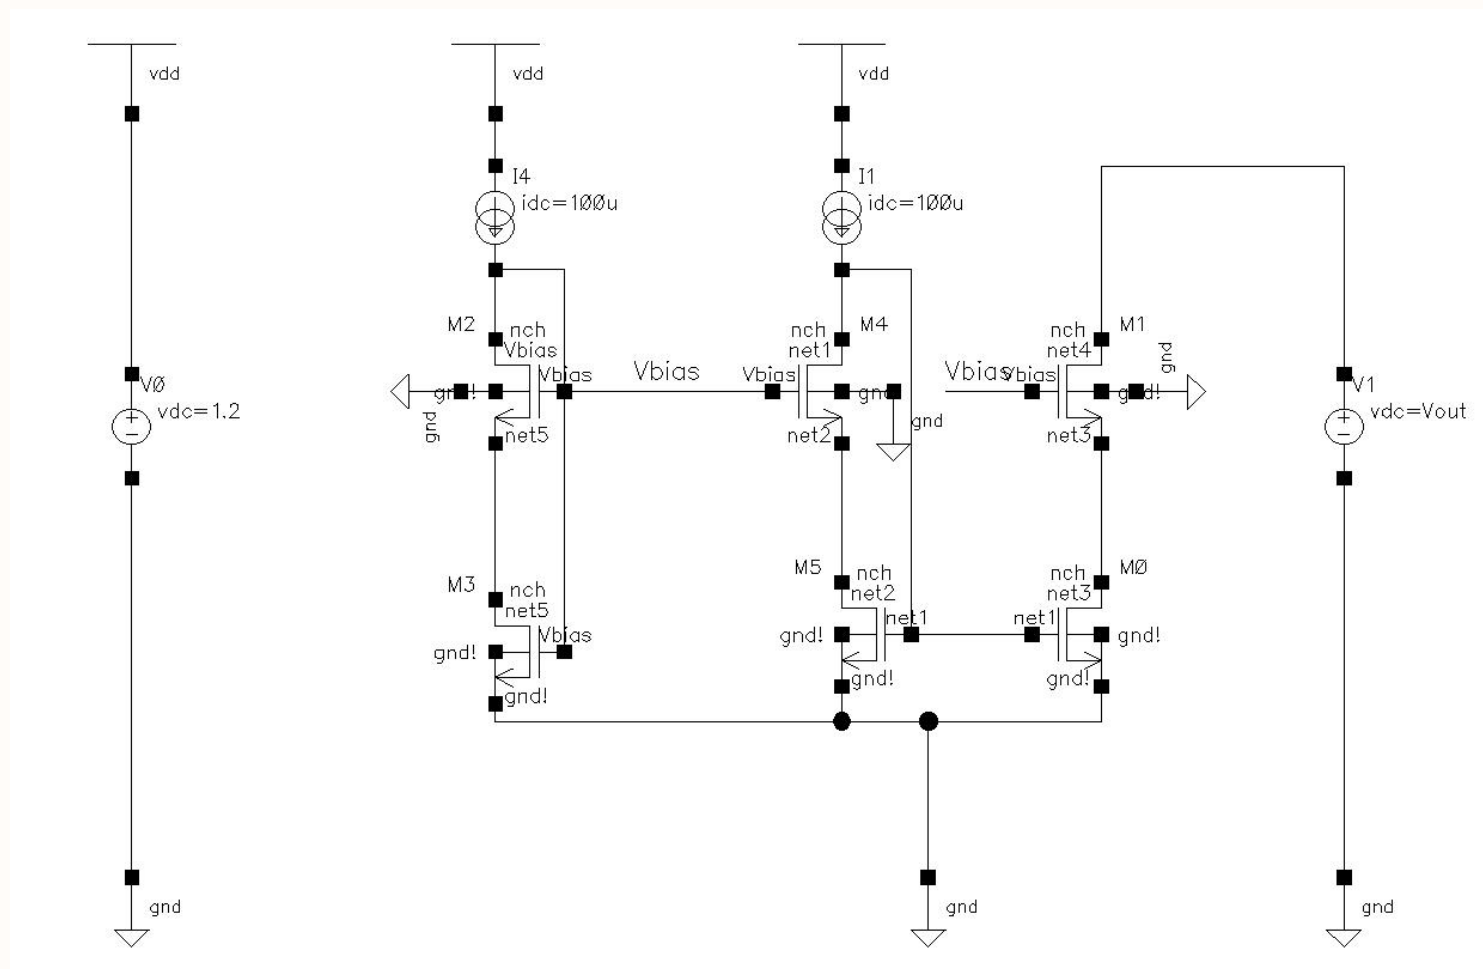 vdd
vdd
vdd
I4
idc=100u
I1
idc=100u
M2
nch
Vbias
Vbias
gnd!
gnd
net5
Vbias
nch
net1
M4
Vbias
gnd!
gnd
net2
Vbias
Vbias
nch
net4
M1
gnd
gnd!
net3
V0
vdc=1.2
V1
vdc=Vout
M3
nch
net5
Vbias
gnd!
gnd!
M5
nch
net2
net1
gnd!
gnd!
nch
net3
M0
net1
gnd!
gnd!
gnd
gnd
gnd